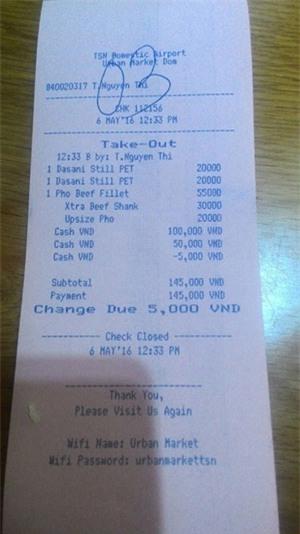 TSN Domestic Airport
Urban Market Dom
03
040020317 T.Nguyen Thi
CHK 112156
6 MAY'16 12:33 PM
Take-Out
12:33 B by: T.Nguyen Thi
1 Dasani Still PET 20000
1 Dasani Still PET 20000
1 Pho Beef Fillet 55000
Xtra Beef Shank 30000
Upsize Pho 20000
Cash VND 100,000 VND
Cash VND 50,000 VND
Cash VND -5,000 VND
Subtotal 145,000 VND
Payment 145,000 VND
Change Due 5,000 VND
Check Closed
6 MAY'16 12:33 PM
Thank You,
Please Visit Us Again
Wifi Name: Urban Market
Wifi Password: urbanmarkettsn